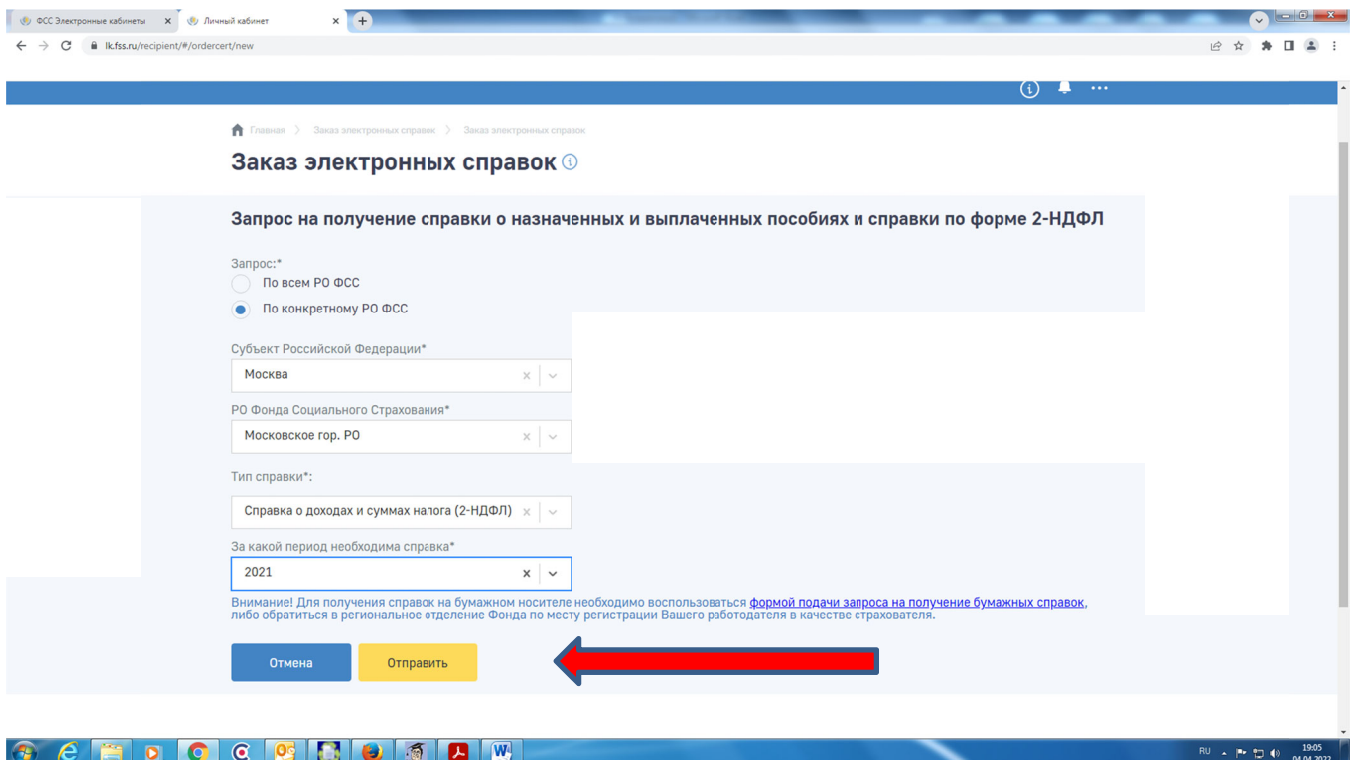 ФСС Электронные кабинеты
Личный кабинет
lk.fss.ru/recipient/#/ordercert/new
Главная > Заказ электронных справок > Заказ электронных справок
Заказ электронных справок
Запрос на получение справки о назначенных и выплаченных пособиях и справки по форме 2-НДФЛ
Запрос:*
По всем РО ФСС
По конкретному РО ФСС
Субъект Российской Федерации*
Москва
РО Фонда Социального Страхования*
Московское гор. РО
Тип справки*:
Справка о доходах и суммах налога (2-НДФЛ)
За какой период необходима справка*
2021
Внимание! Для получения справок на бумажном носителе необходимо воспользоваться формой подачи запроса на получение бумажных справок,
либо обратиться в региональное отделение Фонда по месту регистрации Вашего работодателя в качестве страхователя.
Отмена
Отправить
RU
19:05
04.04.2022